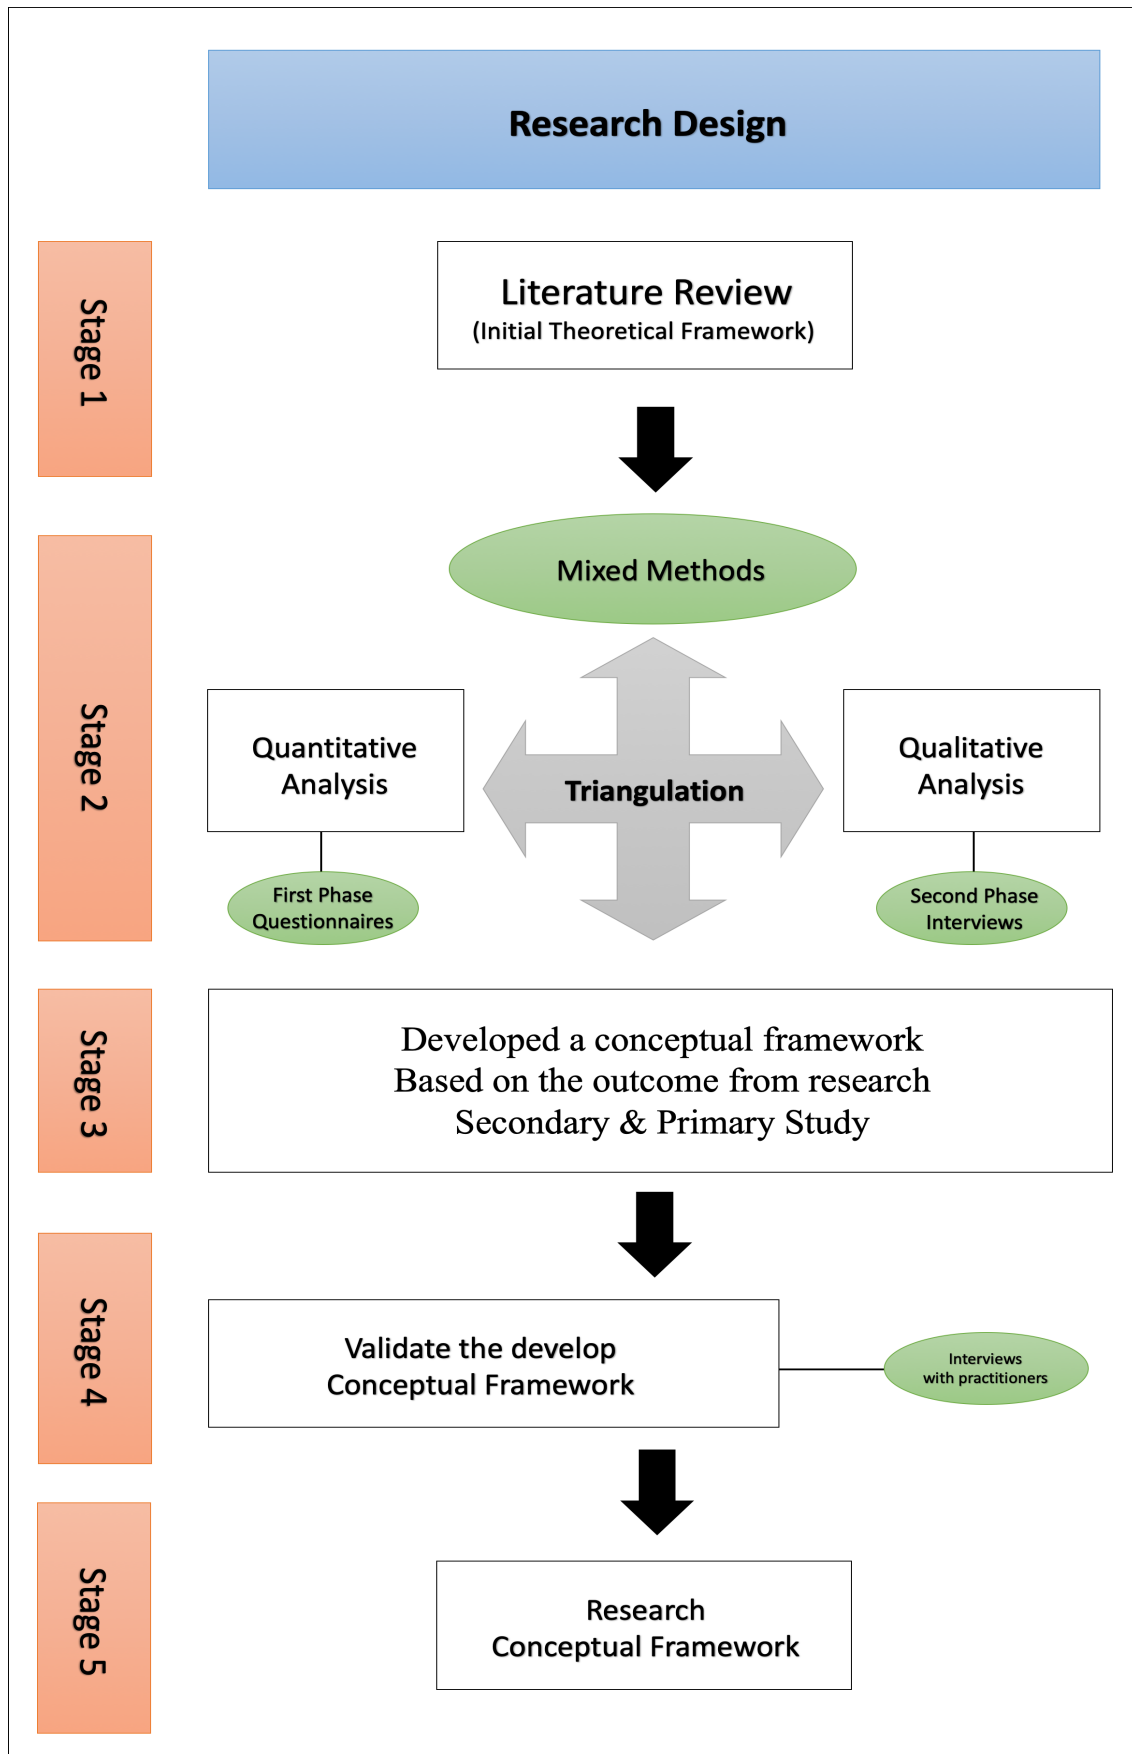 Research Design
Stage 1
Literature Review
(Initial Theoretical Framework)
Stage 2
Mixed Methods
Quantitative
Analysis
Triangulation
Qualitative
Analysis
First Phase
Questionnaires
Second Phase
Interviews
Stage 3
Developed a conceptual framework
Based on the outcome from research
Secondary & Primary Study
Stage 4
Validate the develop
Conceptual Framework
Interviews
with practitioners
Stage 5
Research
Conceptual Framework